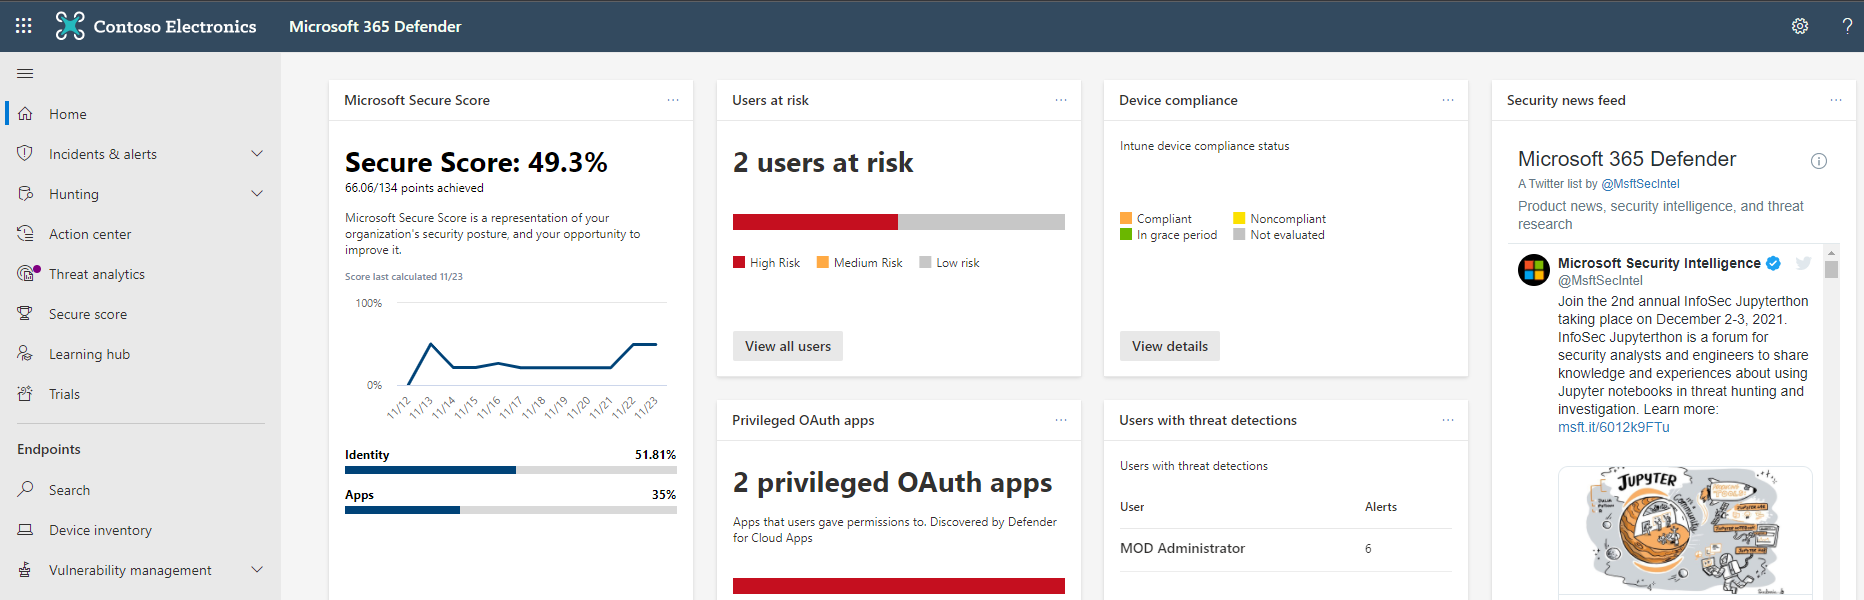 Contoso Electronics
Microsoft 365 Defender
?
Home
Incidents & alerts
Hunting
Action center
Threat analytics
Secure score
Learning hub
Trials
Endpoints
Search
Device inventory
Vulnerability management
Microsoft Secure Score
Secure Score: 49.3%
66.06/134 points achieved
Microsoft Secure Score is a representation of your
organization's security posture, and your opportunity to
improve it.
Score last calculated 11/23
100%
0%
11/12 11/13 11/14 11/15 11/16 11/17 11/18 11/19 11/20 11/21 11/22 11/23
Identity 51.81%
Apps 35%
Users at risk
2 users at risk
High Risk Medium Risk Low risk
View all users
Privileged OAuth apps
2 privileged OAuth apps
Apps that users gave permissions to. Discovered by Defender
for Cloud Apps
Device compliance
Intune device compliance status
Compliant Noncompliant
In grace period Not evaluated
View details
Users with threat detections
Users with threat detections
User Alerts
MOD Administrator 6
Security news feed
Microsoft 365 Defender
A Twitter list by @MsftSecIntel
Product news, security intelligence, and threat
research
Microsoft Security Intelligence
@MsftSecIntel
Join the 2nd annual InfoSec Jupyterthon
taking place on December 2-3, 2021.
InfoSec Jupyterthon is a forum for
security analysts and engineers to share
knowledge and experiences about using
Jupyter notebooks in threat hunting and
investigation. Learn more:
msft.it/6012k9FTu
JUPYTER
Community